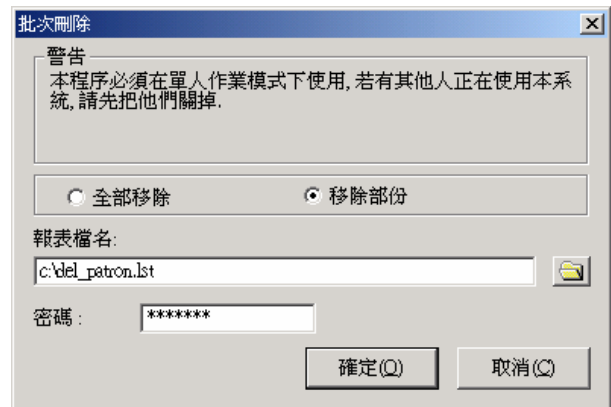 批次刪除
警告
本程序必須在單人作業模式下使用,若有其他人正在使用本系
統,請先把他們關掉.
全部移除 移除部份
報表檔名:
c:\del_patron.lst
密碼: *******
確定(O) 取消(C)